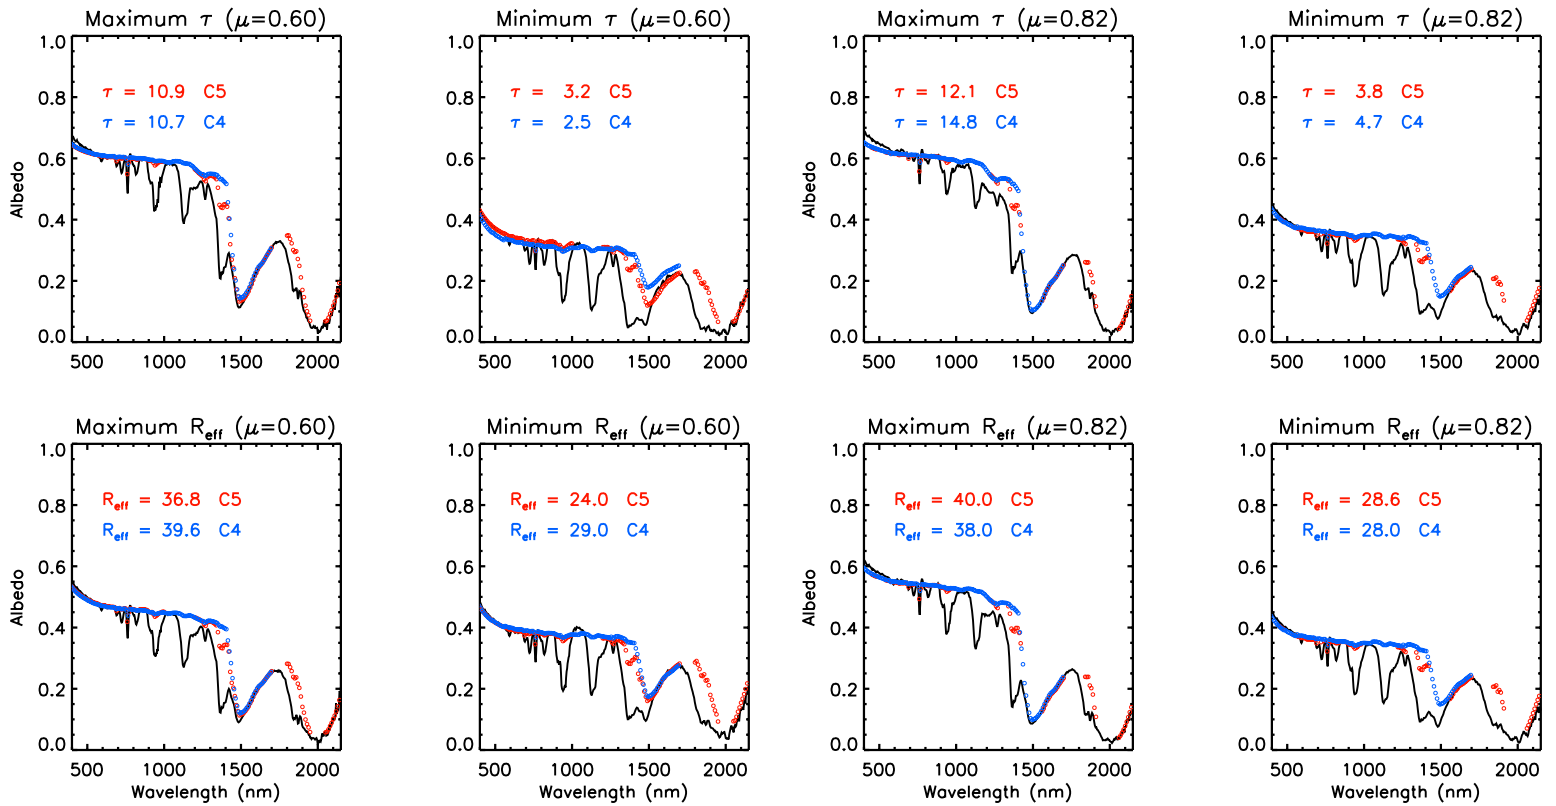 Maximum τ (μ=0.60)
Minimum τ (μ=0.60)
Maximum τ (μ=0.82)
Minimum τ (μ=0.82)
Albedo
1.0
0.8
0.6
0.4
0.2
0.0
τ = 10.9 C5
τ = 10.7 C4
500 1000 1500 2000
1.0
0.8
0.6
0.4
0.2
0.0
τ = 3.2 C5
τ = 2.5 C4
500 1000 1500 2000
Albedo
1.0
0.8
0.6
0.4
0.2
0.0
τ = 12.1 C5
τ = 14.8 C4
500 1000 1500 2000
1.0
0.8
0.6
0.4
0.2
0.0
τ = 3.8 C5
τ = 4.7 C4
500 1000 1500 2000
Maximum Reff (μ=0.60)
Minimum Reff (μ=0.60)
Maximum Reff (μ=0.82)
Minimum Reff (μ=0.82)
Albedo
1.0
0.8
0.6
0.4
0.2
0.0
Reff = 36.8 C5
Reff = 39.6 C4
500 1000 1500 2000
Wavelength (nm)
1.0
0.8
0.6
0.4
0.2
0.0
Reff = 24.0 C5
Reff = 29.0 C4
500 1000 1500 2000
Wavelength (nm)
Albedo
1.0
0.8
0.6
0.4
0.2
0.0
Reff = 40.0 C5
Reff = 38.0 C4
500 1000 1500 2000
Wavelength (nm)
1.0
0.8
0.6
0.4
0.2
0.0
Reff = 28.6 C5
Reff = 28.0 C4
500 1000 1500 2000
Wavelength (nm)